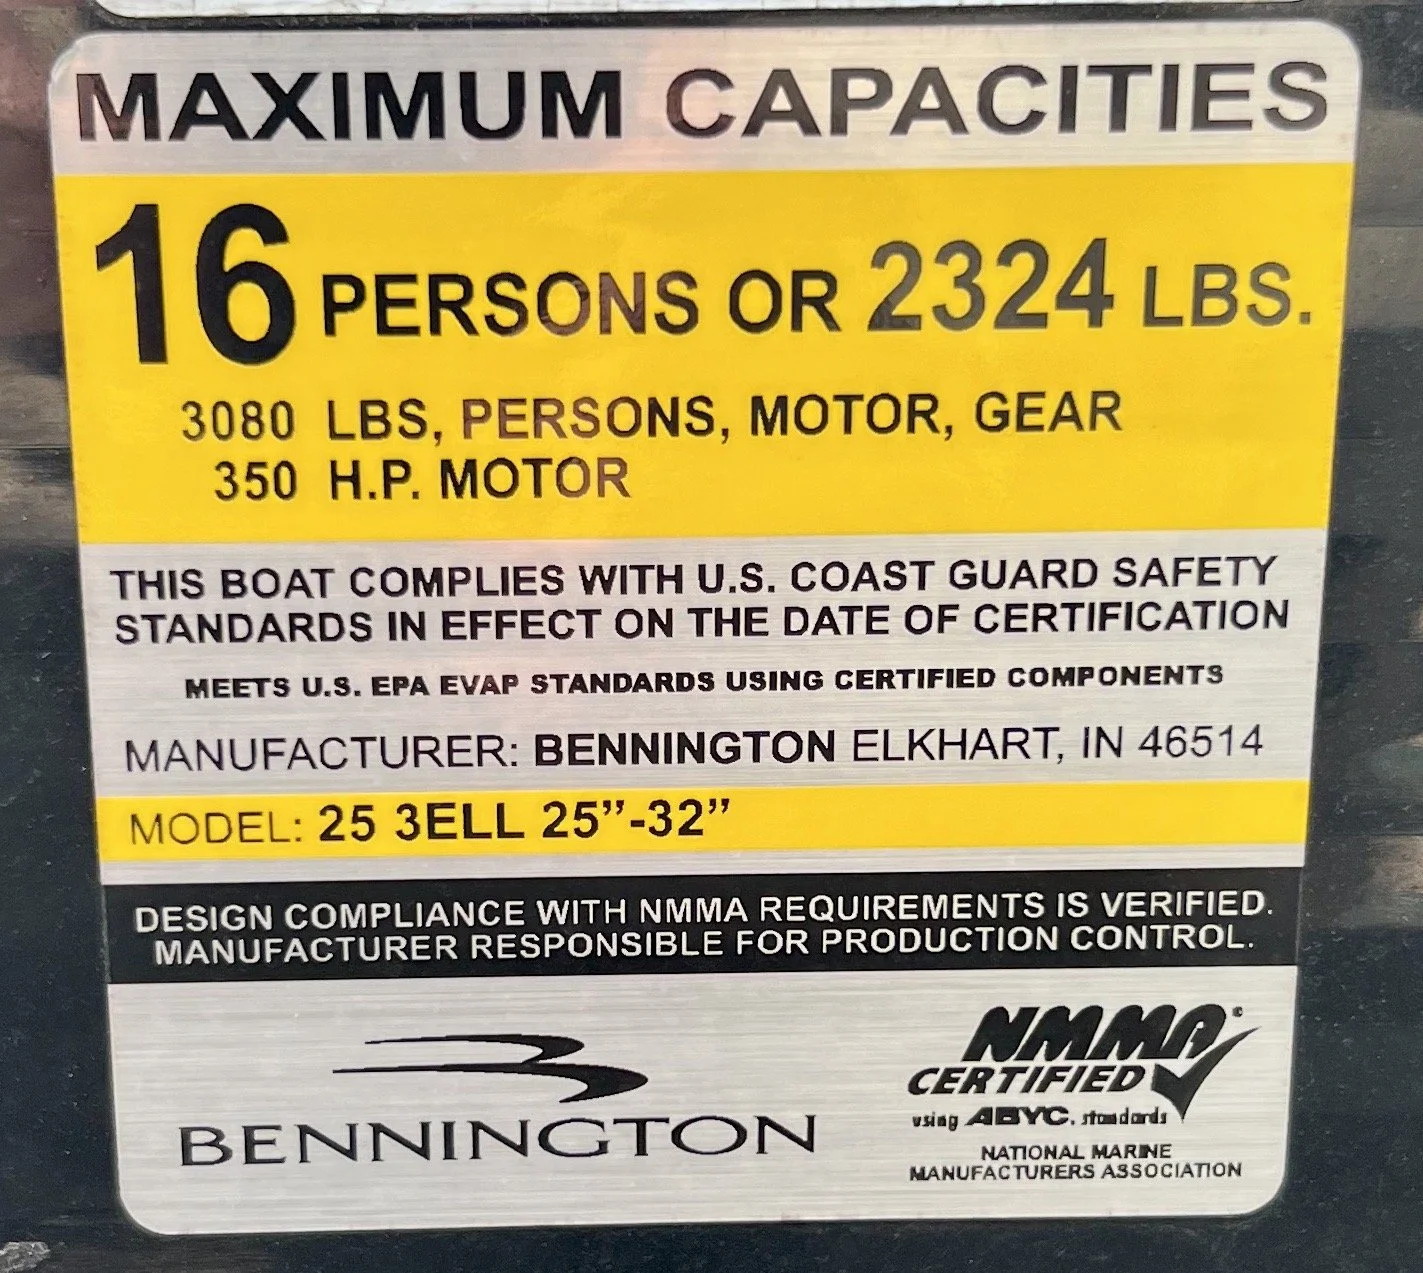 MAXIMUM CAPACITIES
16 PERSONS OR 2324 LBS.
3080 LBS, PERSONS, MOTOR, GEAR
350 H.P. MOTOR
THIS BOAT COMPLIES WITH U.S. COAST GUARD SAFETY
STANDARDS IN EFFECT ON THE DATE OF CERTIFICATION
MEETS U.S. EPA EVAP STANDARDS USING CERTIFIED COMPONENTS
MANUFACTURER: BENNINGTON ELKHART, IN 46514
MODEL: 25 3ELL 25”-32”
DESIGN COMPLIANCE WITH NMMA REQUIREMENTS IS VERIFIED.
MANUFACTURER RESPONSIBLE FOR PRODUCTION CONTROL.
BENNINGTON
NMMA©
CERTIFIED
using ABYC. standards
NATIONAL MARINE
MANUFACTURERS ASSOCIATION